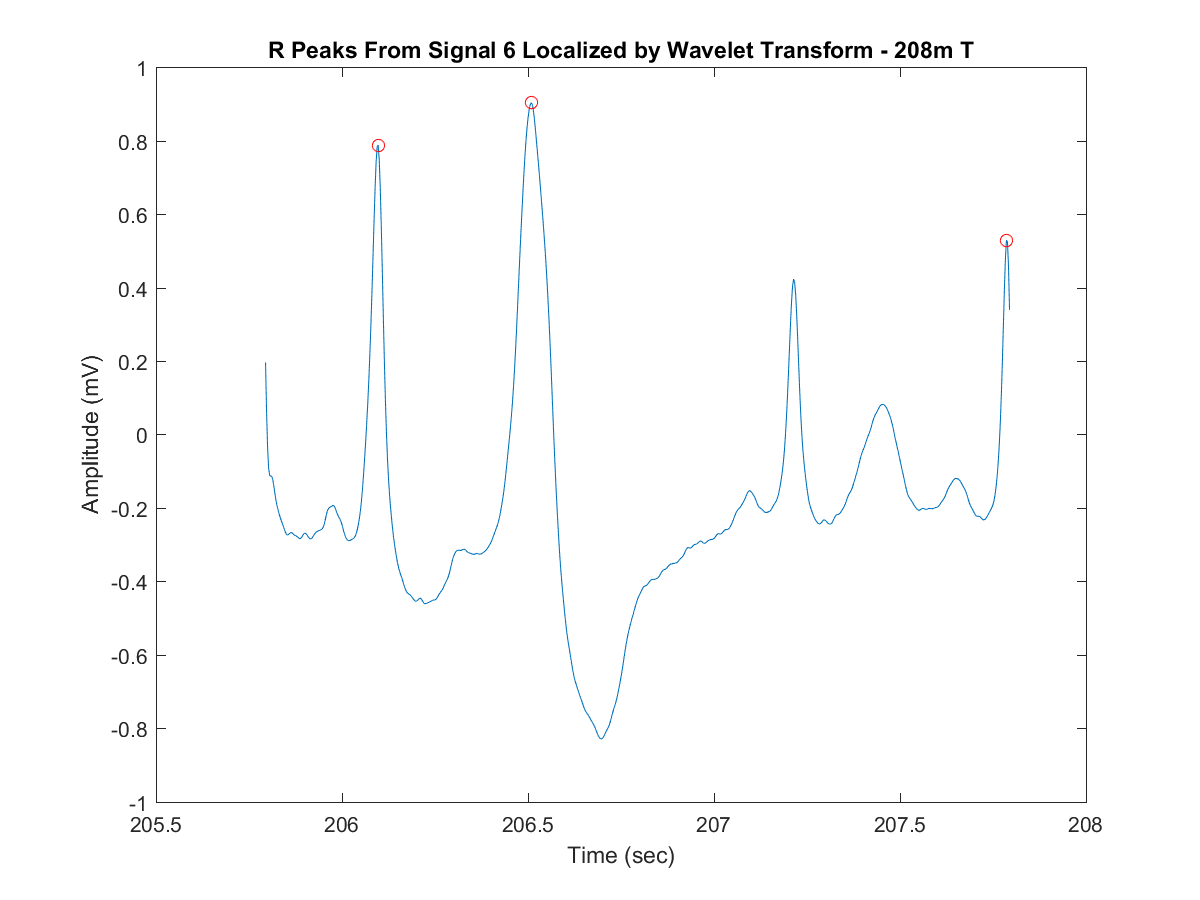 R Peaks From Signal 6 Localized by Wavelet Transform - 208m T
1
0.8
0.6
0.4
0.2
0
-0.2
-0.4
-0.6
-0.8
-1
Amplitude (mV)
205.5 206 206.5 207 207.5 208
Time (sec)